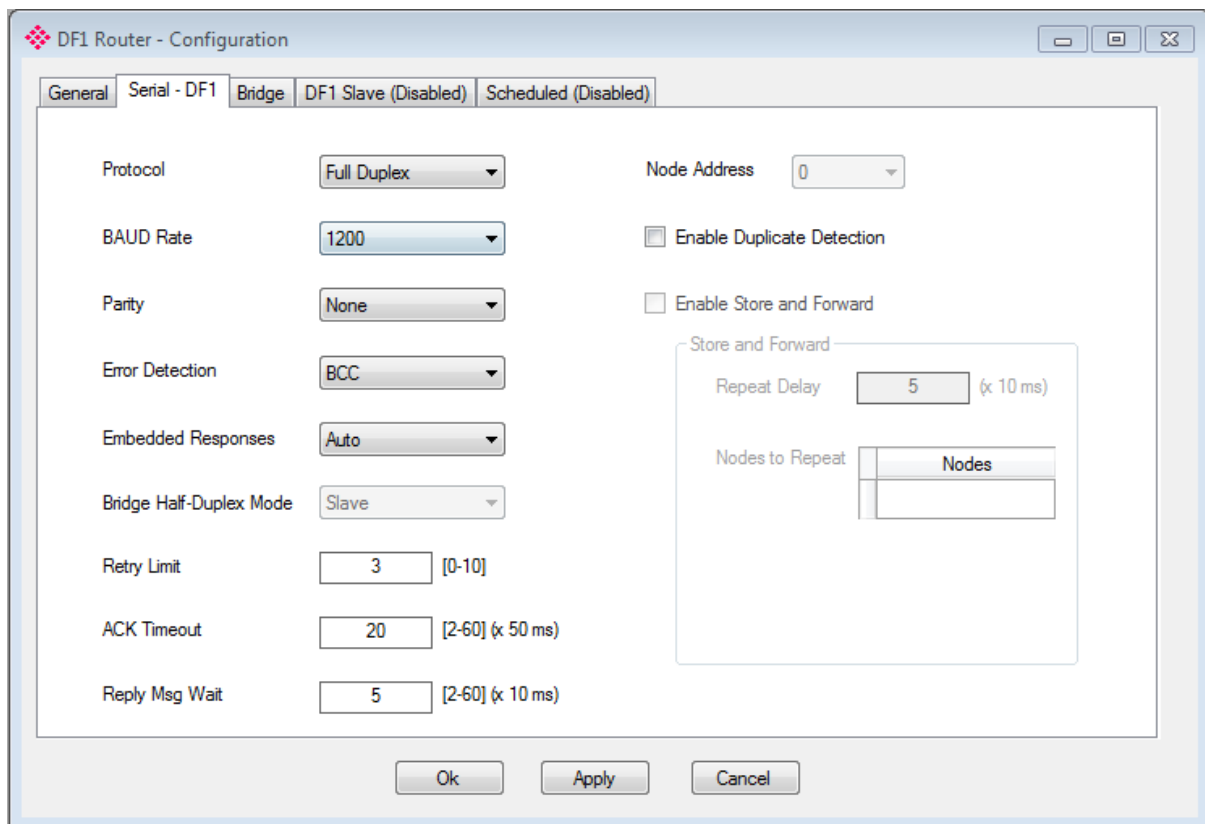 DF1 Router - Configuration
General
Serial - DF1
Bridge
DF1 Slave (Disabled)
Scheduled (Disabled)
Protocol
Full Duplex
BAUD Rate
1200
Parity
None
Error Detection
BCC
Embedded Responses
Auto
Bridge Half-Duplex Mode
Slave
Retry Limit
3
[0-10]
ACK Timeout
20
[2-60] (x 50 ms)
Reply Msg Wait
5
[2-60] (x 10 ms)
Node Address
0
Enable Duplicate Detection
Enable Store and Forward
Store and Forward
Repeat Delay
5
(x 10 ms)
Nodes to Repeat
Nodes
Ok
Apply
Cancel